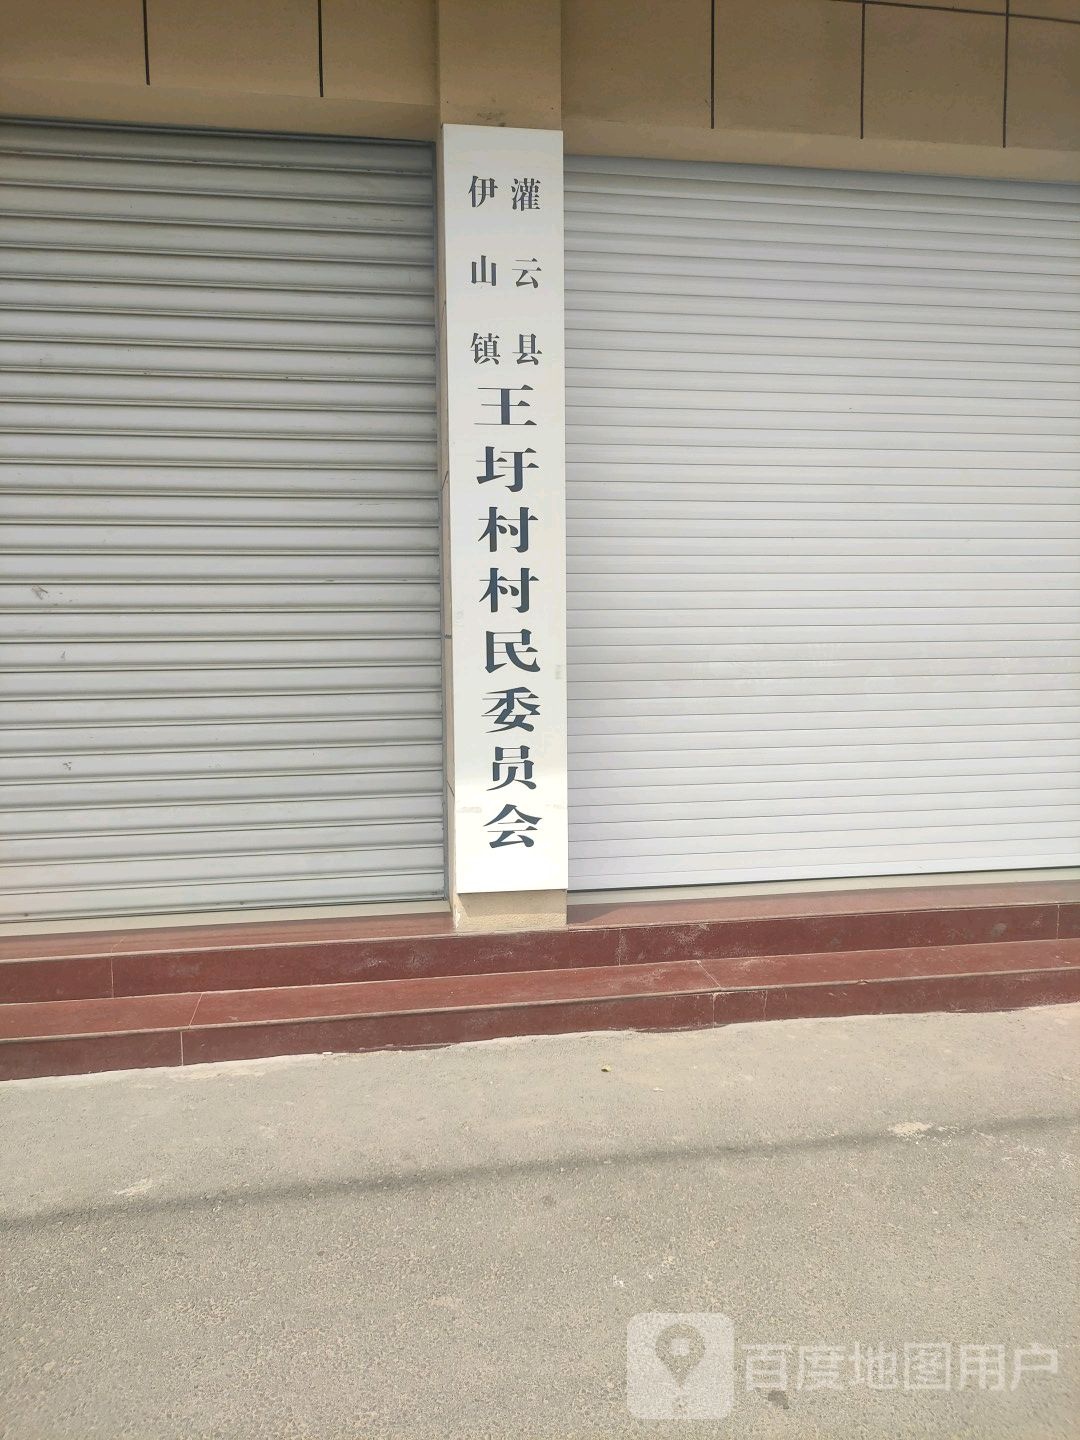 灌云县
伊山镇
王圩村村民委员会
百度地图用户